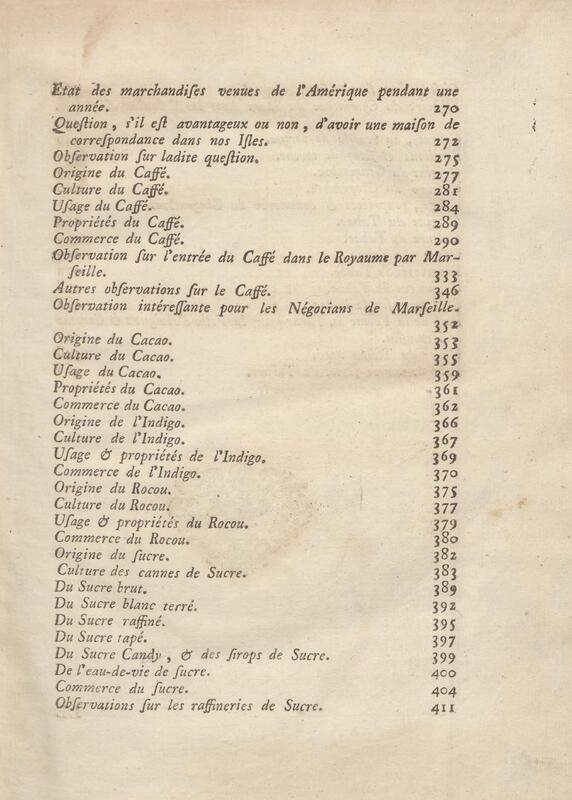 Etat des marchandiſes venues de l'Amérique pendant une
année. 270
Queſtion, s'il eſt avantageux ou non, d'avoir une maiſon de
correſpondance dans nos Iſles. 272
Obſervation ſur ladite queſtion. 275
Origine du Caffé. 277
Culture du Caffé. 281
Uſage du Caffé. 284
Propriétés du Caffé. 289
Commerce du Caffé. 290
Obſervation ſur l'entrée du Caffé dans le Royaume par Mar-
ſeille. 333
Autres obſervations ſur le Caffé. 346
Obſervation intéreſſante pour les Négocians de Marſeille.
352
Origine du Cacao. 353
Culture du Cacao. 355
Uſage du Cacao. 359
Propriétés du Cacao. 361
Commerce du Cacao. 362
Origine de l'Indigo. 366
Culture de l'Indigo. 367
Uſage & propriétés de l'Indigo. 369
Commerce de l'Indigo. 370
Origine du Rocou. 375
Culture du Rocou. 377
Uſage & propriétés du Rocou. 379
Commerce du Rocou. 380
Origine du ſucre. 382
Culture des cannes de Sucre. 383
Du Sucre brut. 389
Du Sucre blanc terré. 392
Du Sucre raffiné. 395
Du Sucre tapé. 397
Du Sucre Candy, & des ſirops de Sucre. 399
De l'eau-de-vie de ſucre. 400
Commerce du ſucre. 404
Obſervations ſur les raffineries de Sucre. 411